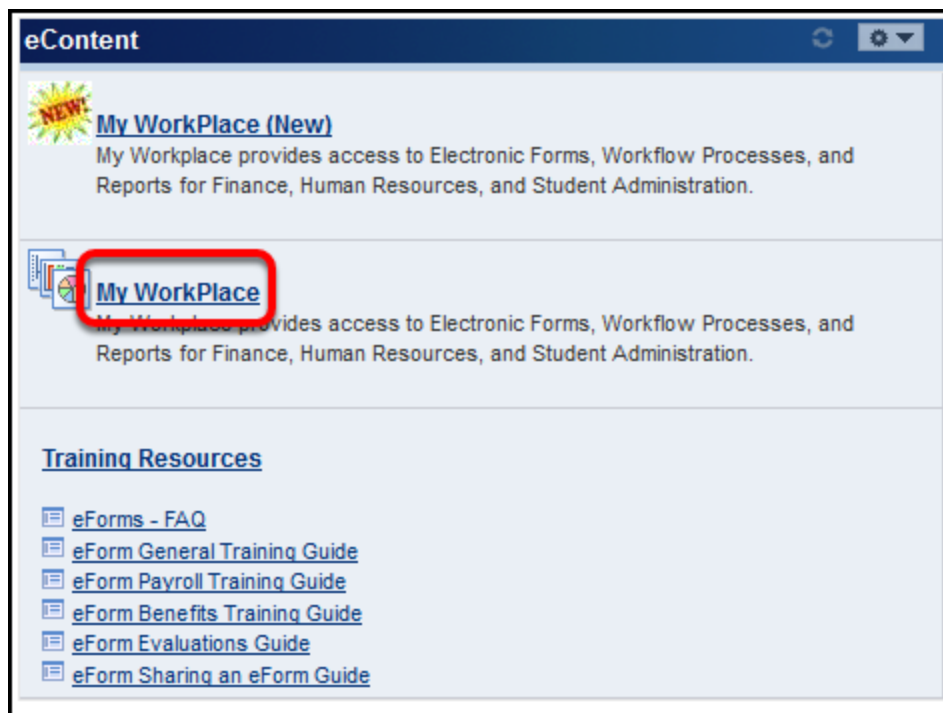 eContent
NEW!
My WorkPlace (New)
My Workplace provides access to Electronic Forms, Workflow Processes, and
Reports for Finance, Human Resources, and Student Administration.
My WorkPlace
My Workplace provides access to Electronic Forms, Workflow Processes, and
Reports for Finance, Human Resources, and Student Administration.
Training Resources
eForms - FAQ
eForm General Training Guide
eForm Payroll Training Guide
eForm Benefits Training Guide
eForm Evaluations Guide
eForm Sharing an eForm Guide